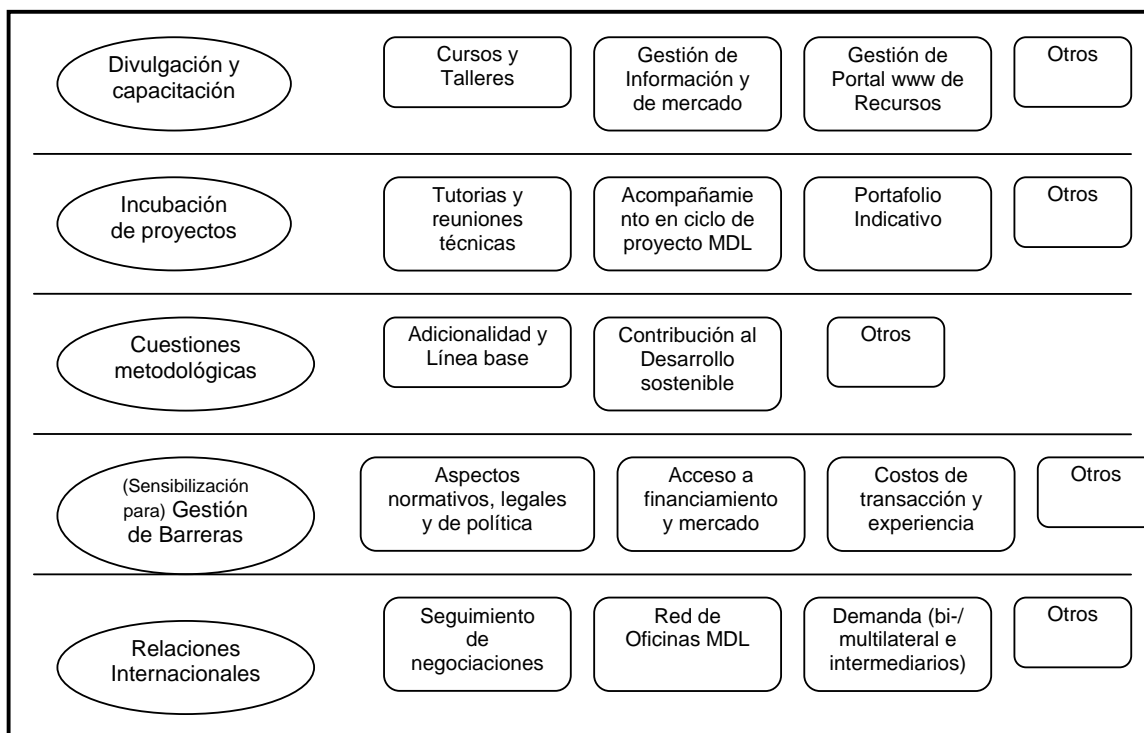 Divulgación y
capacitación
Cursos y
Talleres
Gestión de
Información y
de mercado
Gestión de
Portal www de
Recursos
Otros
Incubación
de proyectos
Tutorias y
reuniones
técnicas
Acompañamie
nto en ciclo de
proyecto MDL
Portafolio
Indicativo
Otros
Cuestiones
metodológicas
Adicionalidad y
Línea base
Contribución al
Desarrollo
sostenible
Otros
(Sensibilización
para) Gestión
de Barreras
Aspectos
normativos, legales
y de política
Acceso a
financiamiento
y mercado
Costos de
transacción y
experiencia
Otros
Relaciones
Internacionales
Seguimiento
de
negociaciones
Red de
Oficinas MDL
Demanda (bi-/
multilateral e
intermediarios)
Otros